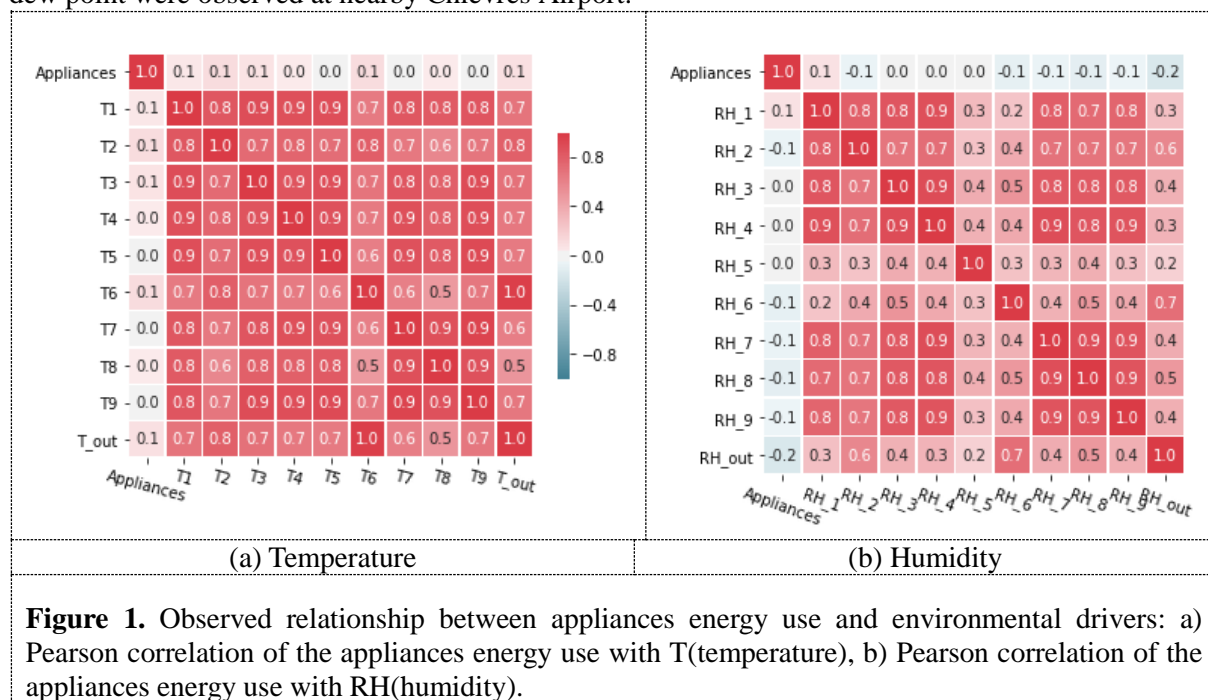 dew point were observed at nearby Chievres Airport.
Appliances 1.0 0.1 0.1 0.1 0.0 0.0 0.1 0.0 0.0 0.0 0.1
T1 0.1 1.0 0.8 0.9 0.9 0.9 0.7 0.8 0.8 0.8 0.7
T2 0.1 0.8 1.0 0.7 0.8 0.7 0.8 0.7 0.6 0.7 0.8
T3 0.1 0.9 0.7 1.0 0.9 0.9 0.7 0.8 0.8 0.9 0.7
T4 0.0 0.9 0.8 0.9 1.0 0.9 0.7 0.9 0.8 0.9 0.7
T5 0.0 0.9 0.7 0.9 0.9 1.0 0.6 0.9 0.8 0.9 0.7
T6 0.1 0.7 0.8 0.7 0.7 0.6 1.0 0.6 0.5 0.7 1.0
T7 0.0 0.8 0.7 0.8 0.9 0.9 0.6 1.0 0.9 0.9 0.6
T8 0.0 0.8 0.6 0.8 0.8 0.8 0.5 0.9 1.0 0.9 0.5
T9 0.0 0.8 0.7 0.9 0.9 0.9 0.7 0.9 0.9 1.0 0.7
T_out 0.1 0.7 0.8 0.7 0.7 0.7 1.0 0.6 0.5 0.7 1.0
Appliances T1 T2 T3 T4 T5 T6 T7 T8 T9 T_out
0.8
0.4
0.0
−0.4
−0.8
Appliances 1.0 0.1 -0.1 0.0 0.0 0.0 -0.1 -0.1 -0.1 -0.1 -0.2
RH_1 0.1 1.0 0.8 0.8 0.9 0.3 0.2 0.8 0.7 0.8 0.3
RH_2 -0.1 0.8 1.0 0.7 0.7 0.3 0.4 0.7 0.7 0.7 0.6
RH_3 0.0 0.8 0.7 1.0 0.9 0.4 0.5 0.8 0.8 0.8 0.4
RH_4 0.0 0.9 0.7 0.9 1.0 0.4 0.4 0.9 0.8 0.9 0.3
RH_5 0.0 0.3 0.3 0.4 0.4 1.0 0.3 0.3 0.4 0.3 0.2
RH_6 -0.1 0.2 0.4 0.5 0.4 0.3 1.0 0.4 0.5 0.4 0.7
RH_7 -0.1 0.8 0.7 0.8 0.9 0.3 0.4 1.0 0.9 0.9 0.4
RH_8 -0.1 0.7 0.7 0.8 0.8 0.4 0.5 0.9 1.0 0.9 0.5
RH_9 -0.1 0.8 0.7 0.8 0.9 0.3 0.4 0.9 0.9 1.0 0.4
RH_out -0.2 0.3 0.6 0.4 0.3 0.2 0.7 0.4 0.5 0.4 1.0
Appliances RH_1 RH_2 RH_3 RH_4 RH_5 RH_6 RH_7 RH_8 RH_9 RH_out
(a) Temperature
(b) Humidity
Figure 1. Observed relationship between appliances energy use and environmental drivers: a)
Pearson correlation of the appliances energy use with T(temperature), b) Pearson correlation of the
appliances energy use with RH(humidity).